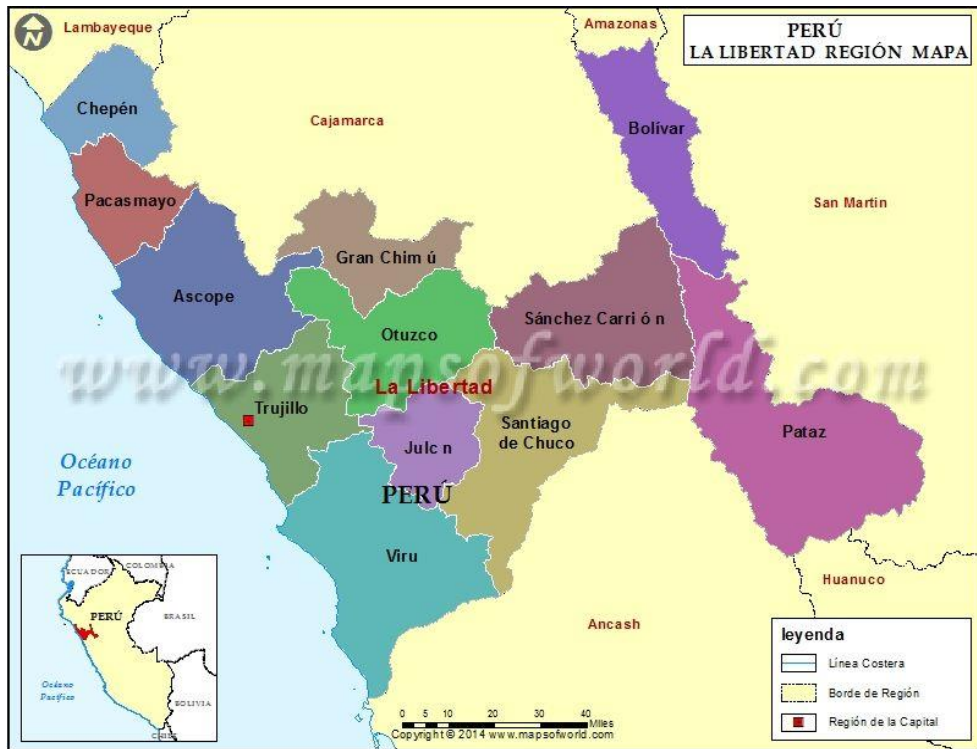 N
Lambayeque
Amazonas
PERÚ
LA LIBERTAD REGIÓN MAPA
Chepén
Cajamarca
Bolívar
Pacasmayo
San Martin
Gran Chim ú
Ascope
Sánchez Carri ó n
Otuzco
www.mapsofworldi.com
La Libertad
Trujillo
Santiago
de Chuco
Julc n
Pataz
Océano
Pacífico
PERÚ
Viru
Huanuco
Ancash
ECUADOR
COLOMBIA
PERÚ
BRASIL
Océano
Pacífico
BOLIVIA
CHILE
leyenda
Línea Costera
Borde de Región
Región de la Capital
0 5 10 20 30 40
Miles
Copyright © 2014 www.mapsofworld.com